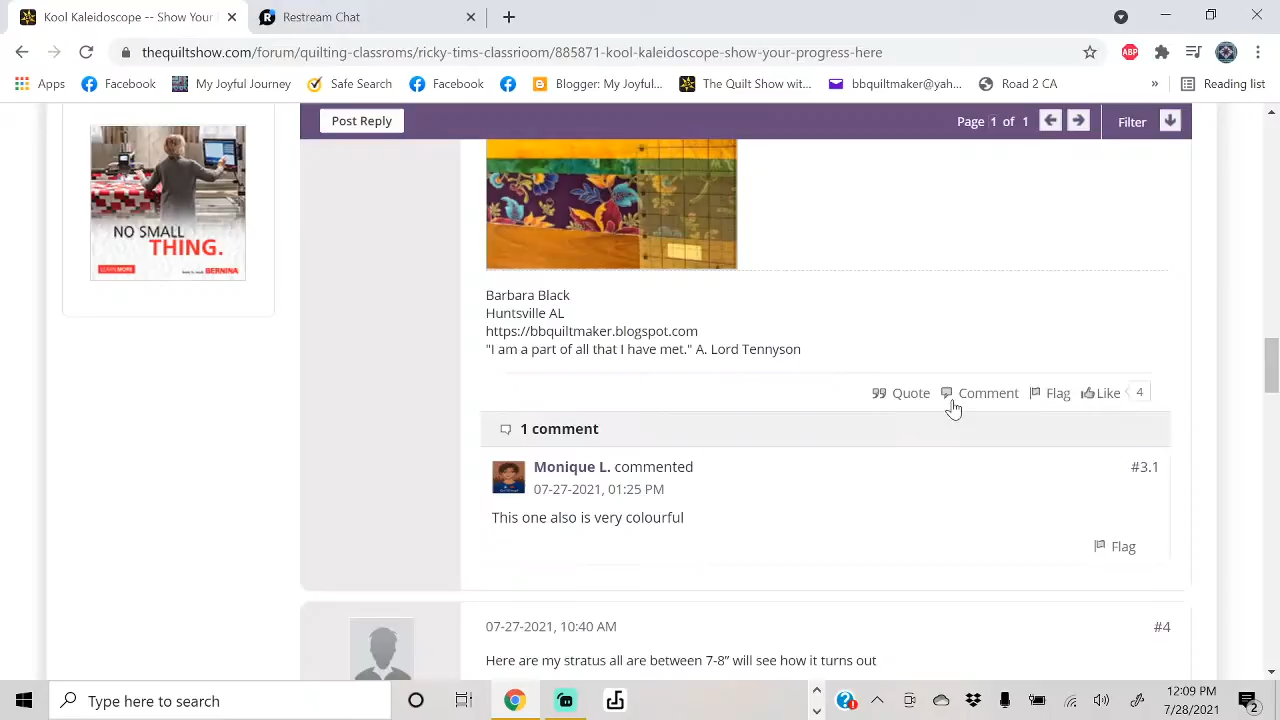 Kool Kaleidoscope -- Show Your
Restream Chat
thequiltshow.com/forum/quilting-classroms/ricky-tims-classrioom/885871-kool-kaleidoscope-show-your-progress-here
ABP
Apps
Facebook
My Joyful Journey
Safe Search
Facebook
Blogger: My Joyful...
The Quilt Show wit...
bbquiltmaker@yah...
Road 2 CA
»
Reading list
Post Reply
Page 1 of 1
Filter
NO SMALL
THING.
LEARN MORE
BERNINA
Barbara Black
Huntsville AL
https://bbquiltmaker.blogspot.com
"I am a part of all that I have met." A. Lord Tennyson
Quote
Comment
Flag
Like
4
1 comment
Monique L. commented
#3.1
07-27-2021, 01:25 PM
This one also is very colourful
Flag
07-27-2021, 10:40 AM
#4
Here are my stratus all are between 7-8” will see how it turns out
Type here to search
12:09 PM
7/28/2021
2